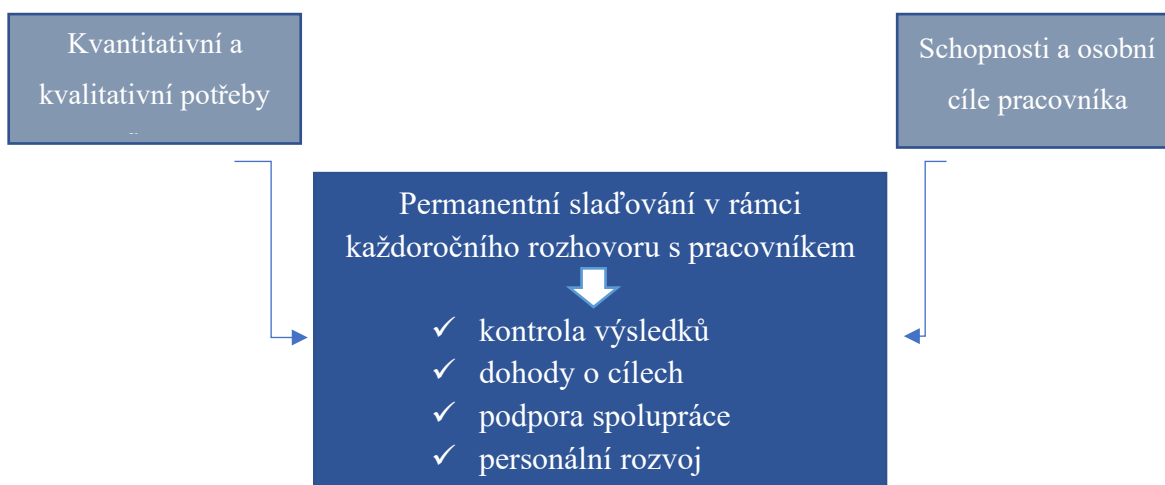 Kvantitativní a
kvalitativní potřeby
Schopnosti a osobní
cíle pracovníka
Permanentní slaďování v rámci
každoročního rozhovoru s pracovníkem
✓ kontrola výsledků
✓ dohody o cílech
✓ podpora spolupráce
✓ personální rozvoj